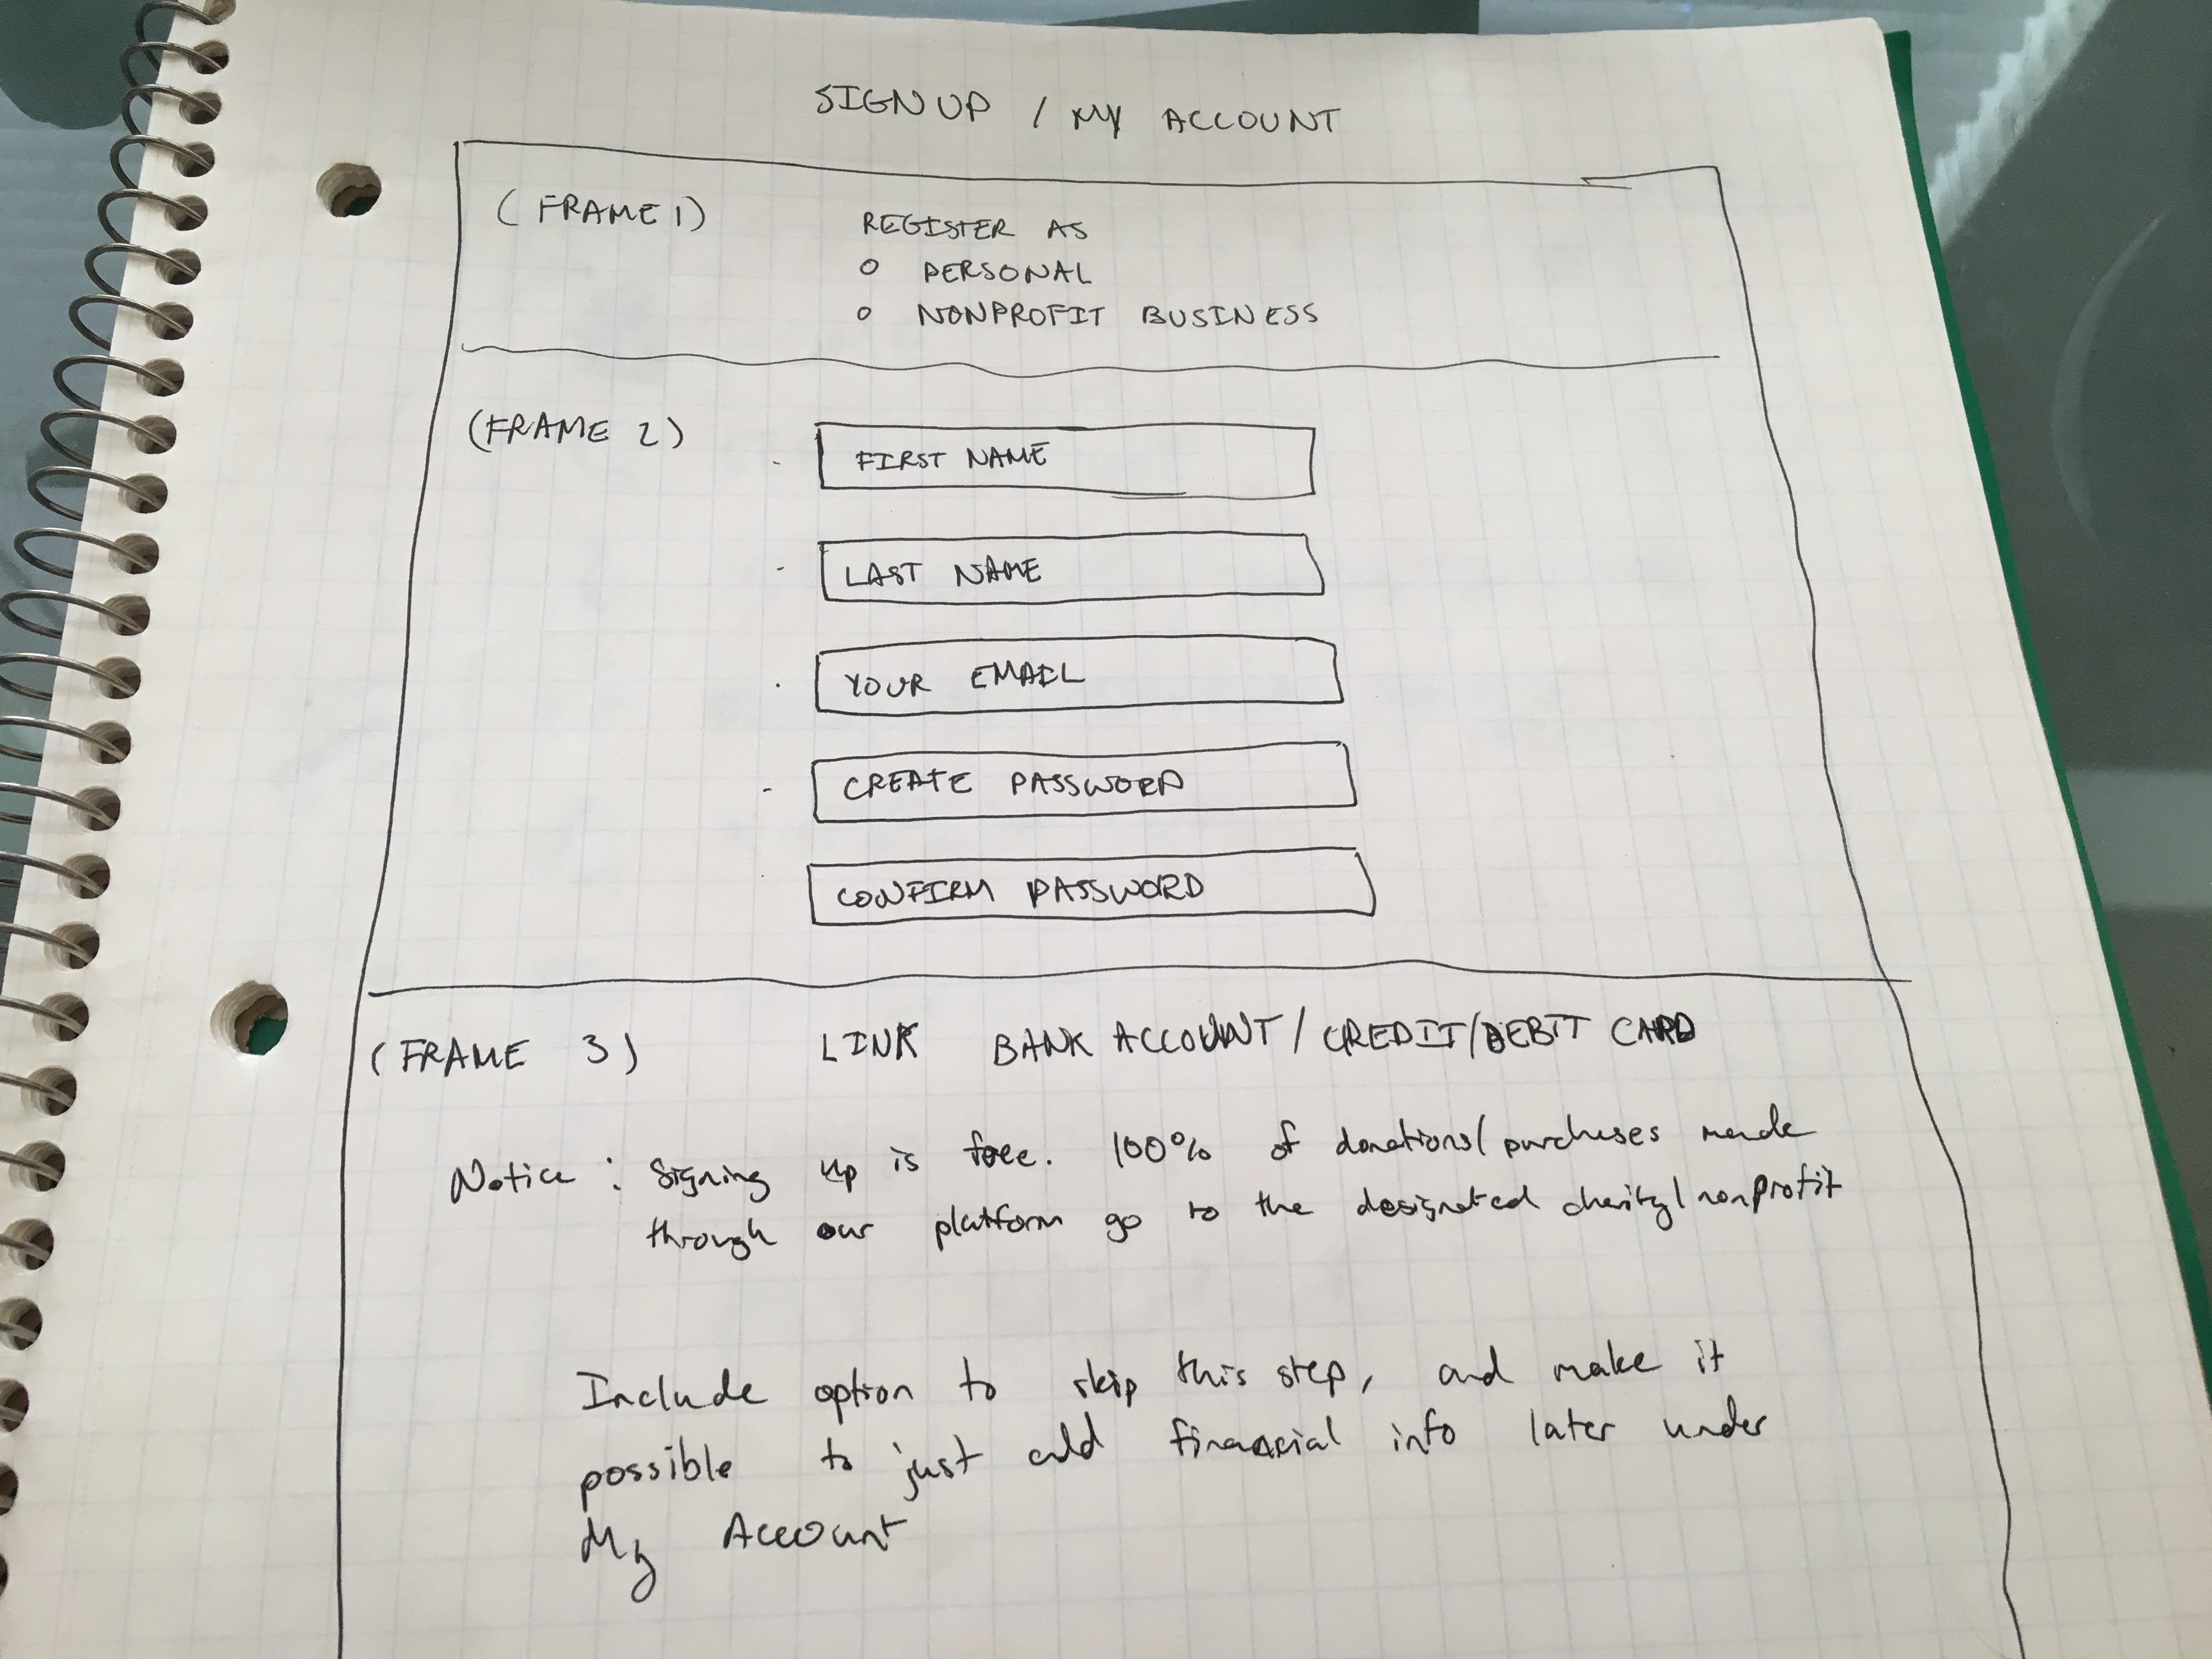 SIGN UP / MY ACCOUNT
(FRAME 1)
REGISTER AS
○ PERSONAL
○ NONPROFIT BUSINESS
(FRAME 2)
FIRST NAME
LAST NAME
YOUR EMAIL
CREATE PASSWORD
CONFIRM PASSWORD
(FRAME 3) LINK BANK ACCOUNT/CREDIT/DEBIT CARD
Notice: Signing up is free. 100% of donations/purchases made
through our platform go to the designated charity/nonprofit
Include option to skip this step, and make it
possible to just add financial info later under
My Account